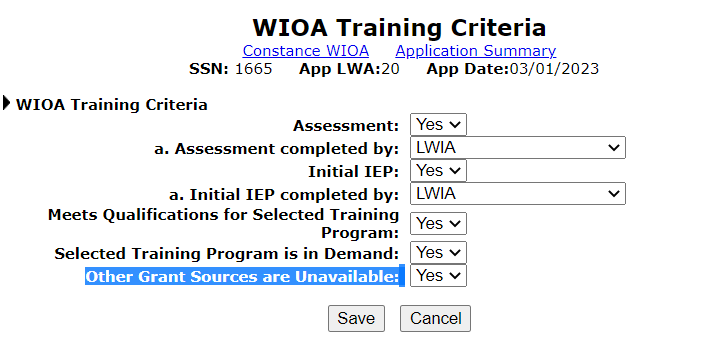 WIOA Training Criteria
Constance WIOA Application Summary
SSN: 1665 App LWA:20 App Date:03/01/2023
WIOA Training Criteria
Assessment: Yes
a. Assessment completed by: LWIA
Initial IEP: Yes
a. Initial IEP completed by: LWIA
Meets Qualifications for Selected Training
Program: Yes
Selected Training Program is in Demand: Yes
Other Grant Sources are Unavailable: Yes
Save Cancel